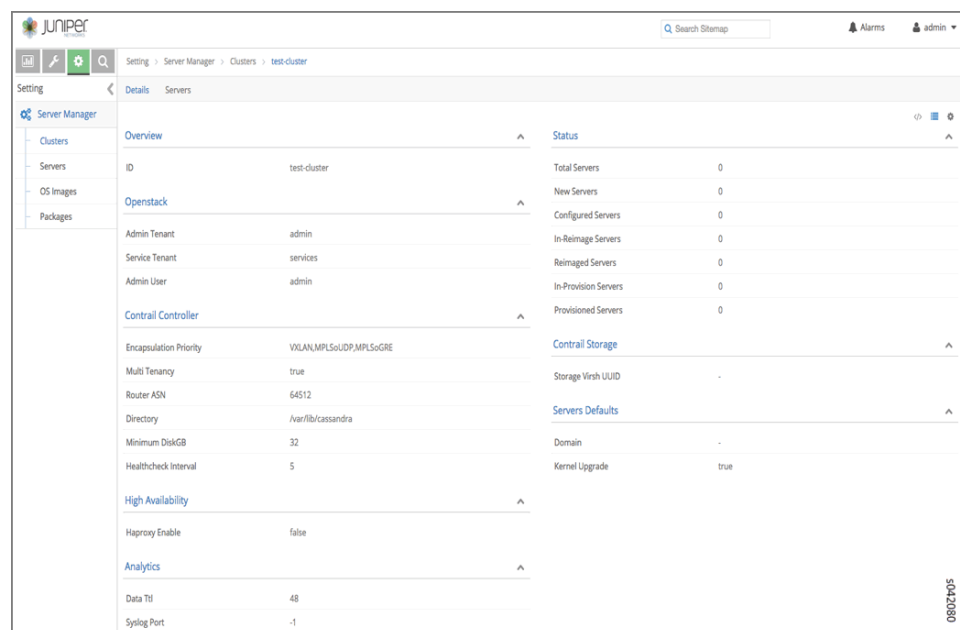 JUNIPER
NETWORKS
Search Sitemap
Alarms
admin
Setting > Server Manager > Clusters > test-cluster
Setting
Details Servers
Server Manager
Clusters
Servers
OS Images
Packages
Overview
ID test-cluster
Openstack
Admin Tenant admin
Service Tenant services
Admin User admin
Contrail Controller
Encapsulation Priority VXLAN,MPLSoUDP,MPLSoGRE
Multi Tenancy true
Router ASN 64512
Directory /var/lib/cassandra
Minimum DiskGB 32
Healthcheck Interval 5
High Availability
Haproxy Enable false
Analytics
Data Ttl 48
Syslog Port -1
Status
Total Servers 0
New Servers 0
Configured Servers 0
In-Reimage Servers 0
Reimaged Servers 0
In-Provision Servers 0
Provisioned Servers 0
Contrail Storage
Storage Virsh UUID -
Servers Defaults
Domain -
Kernel Upgrade true
s042080